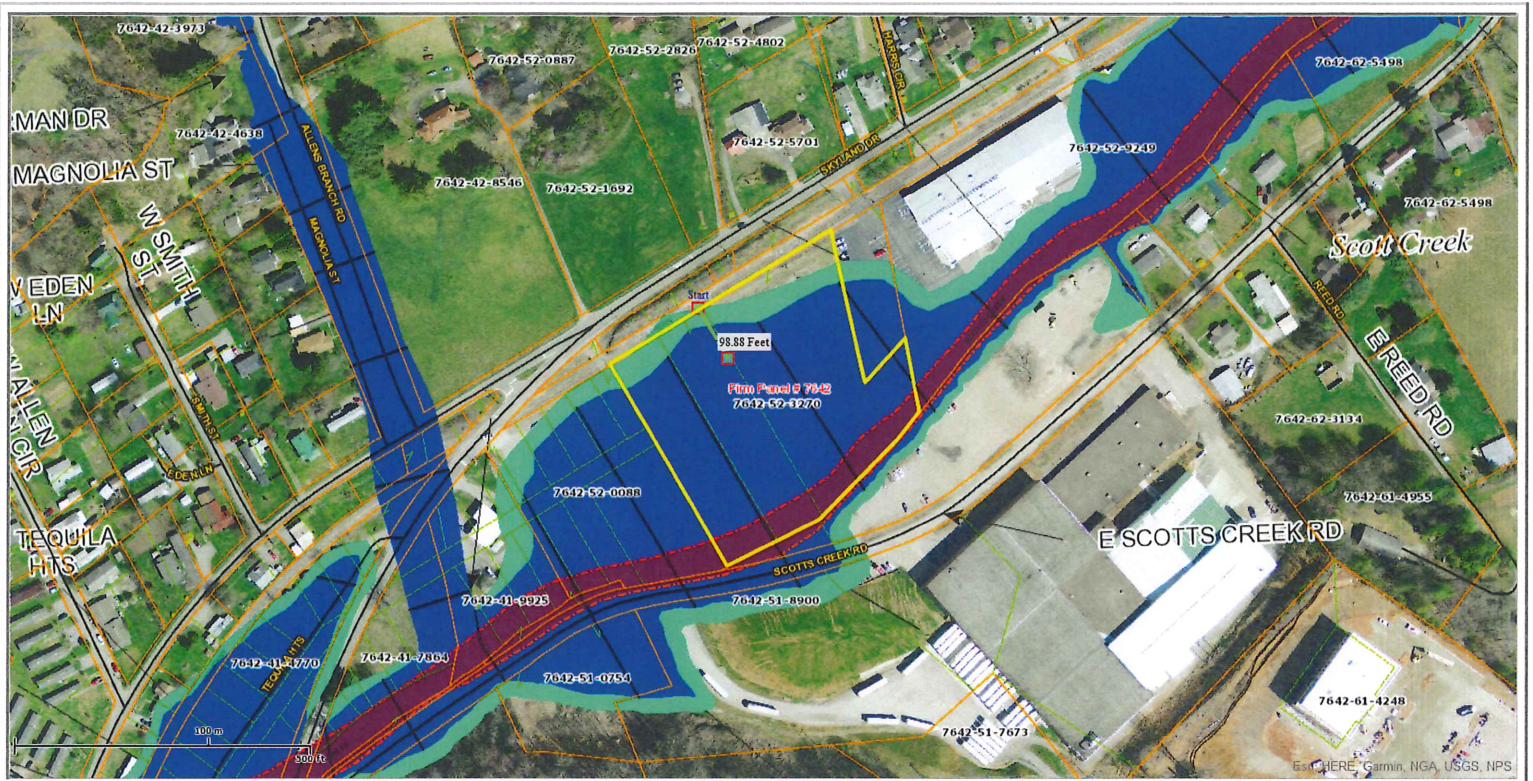 7642-42-3973
7642-52-0887
7642-52-2826
7642-52-4802
HARRIS CIR
7642-62-5498
RMAN DR
7642-42-4638
ALLENS BRANCH RD
7642-52-5701
SKYLAND DR
7642-52-9249
MAGNOLIA ST
7642-42-8546
7642-52-1692
7642-62-5498
W SMITH
ST
MAGNOLIA ST
Scott Creek
W EDEN
LN
Start
REED RD
98.88 Feet
E REED RD
Firm Panel # 7642
7642-52-3270
W ALLEN
CIR
SMITH ST
7642-62-3134
EDEN LN
7642-52-0088
7642-61-4955
TEQUILA
HTS
E SCOTTS CREEK RD
SCOTTS CREEK RD
7642-41-9925
7642-51-8900
7642-41-4770
TEQUILA HTS
7642-41-7864
7642-51-0754
7642-61-4248
100 m
7642-51-7673
500 ft
Esri, HERE, Garmin, NGA, USGS, NPS